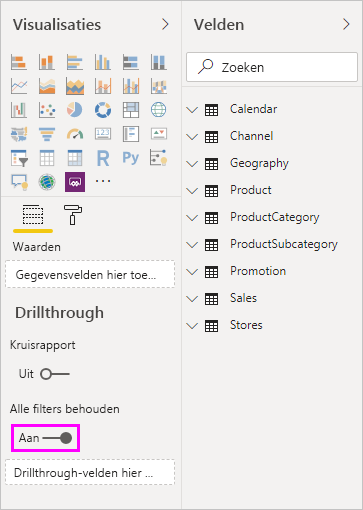 Visualisaties
123
R Py
Waarden
Gegevensvelden hier toe...
Drillthrough
Kruisrapport
Uit
Alle filters behouden
Aan
Drillthrough-velden hier ...
Velden
Zoeken
Calendar
Channel
Geography
Product
ProductCategory
ProductSubcategory
Promotion
Sales
Stores